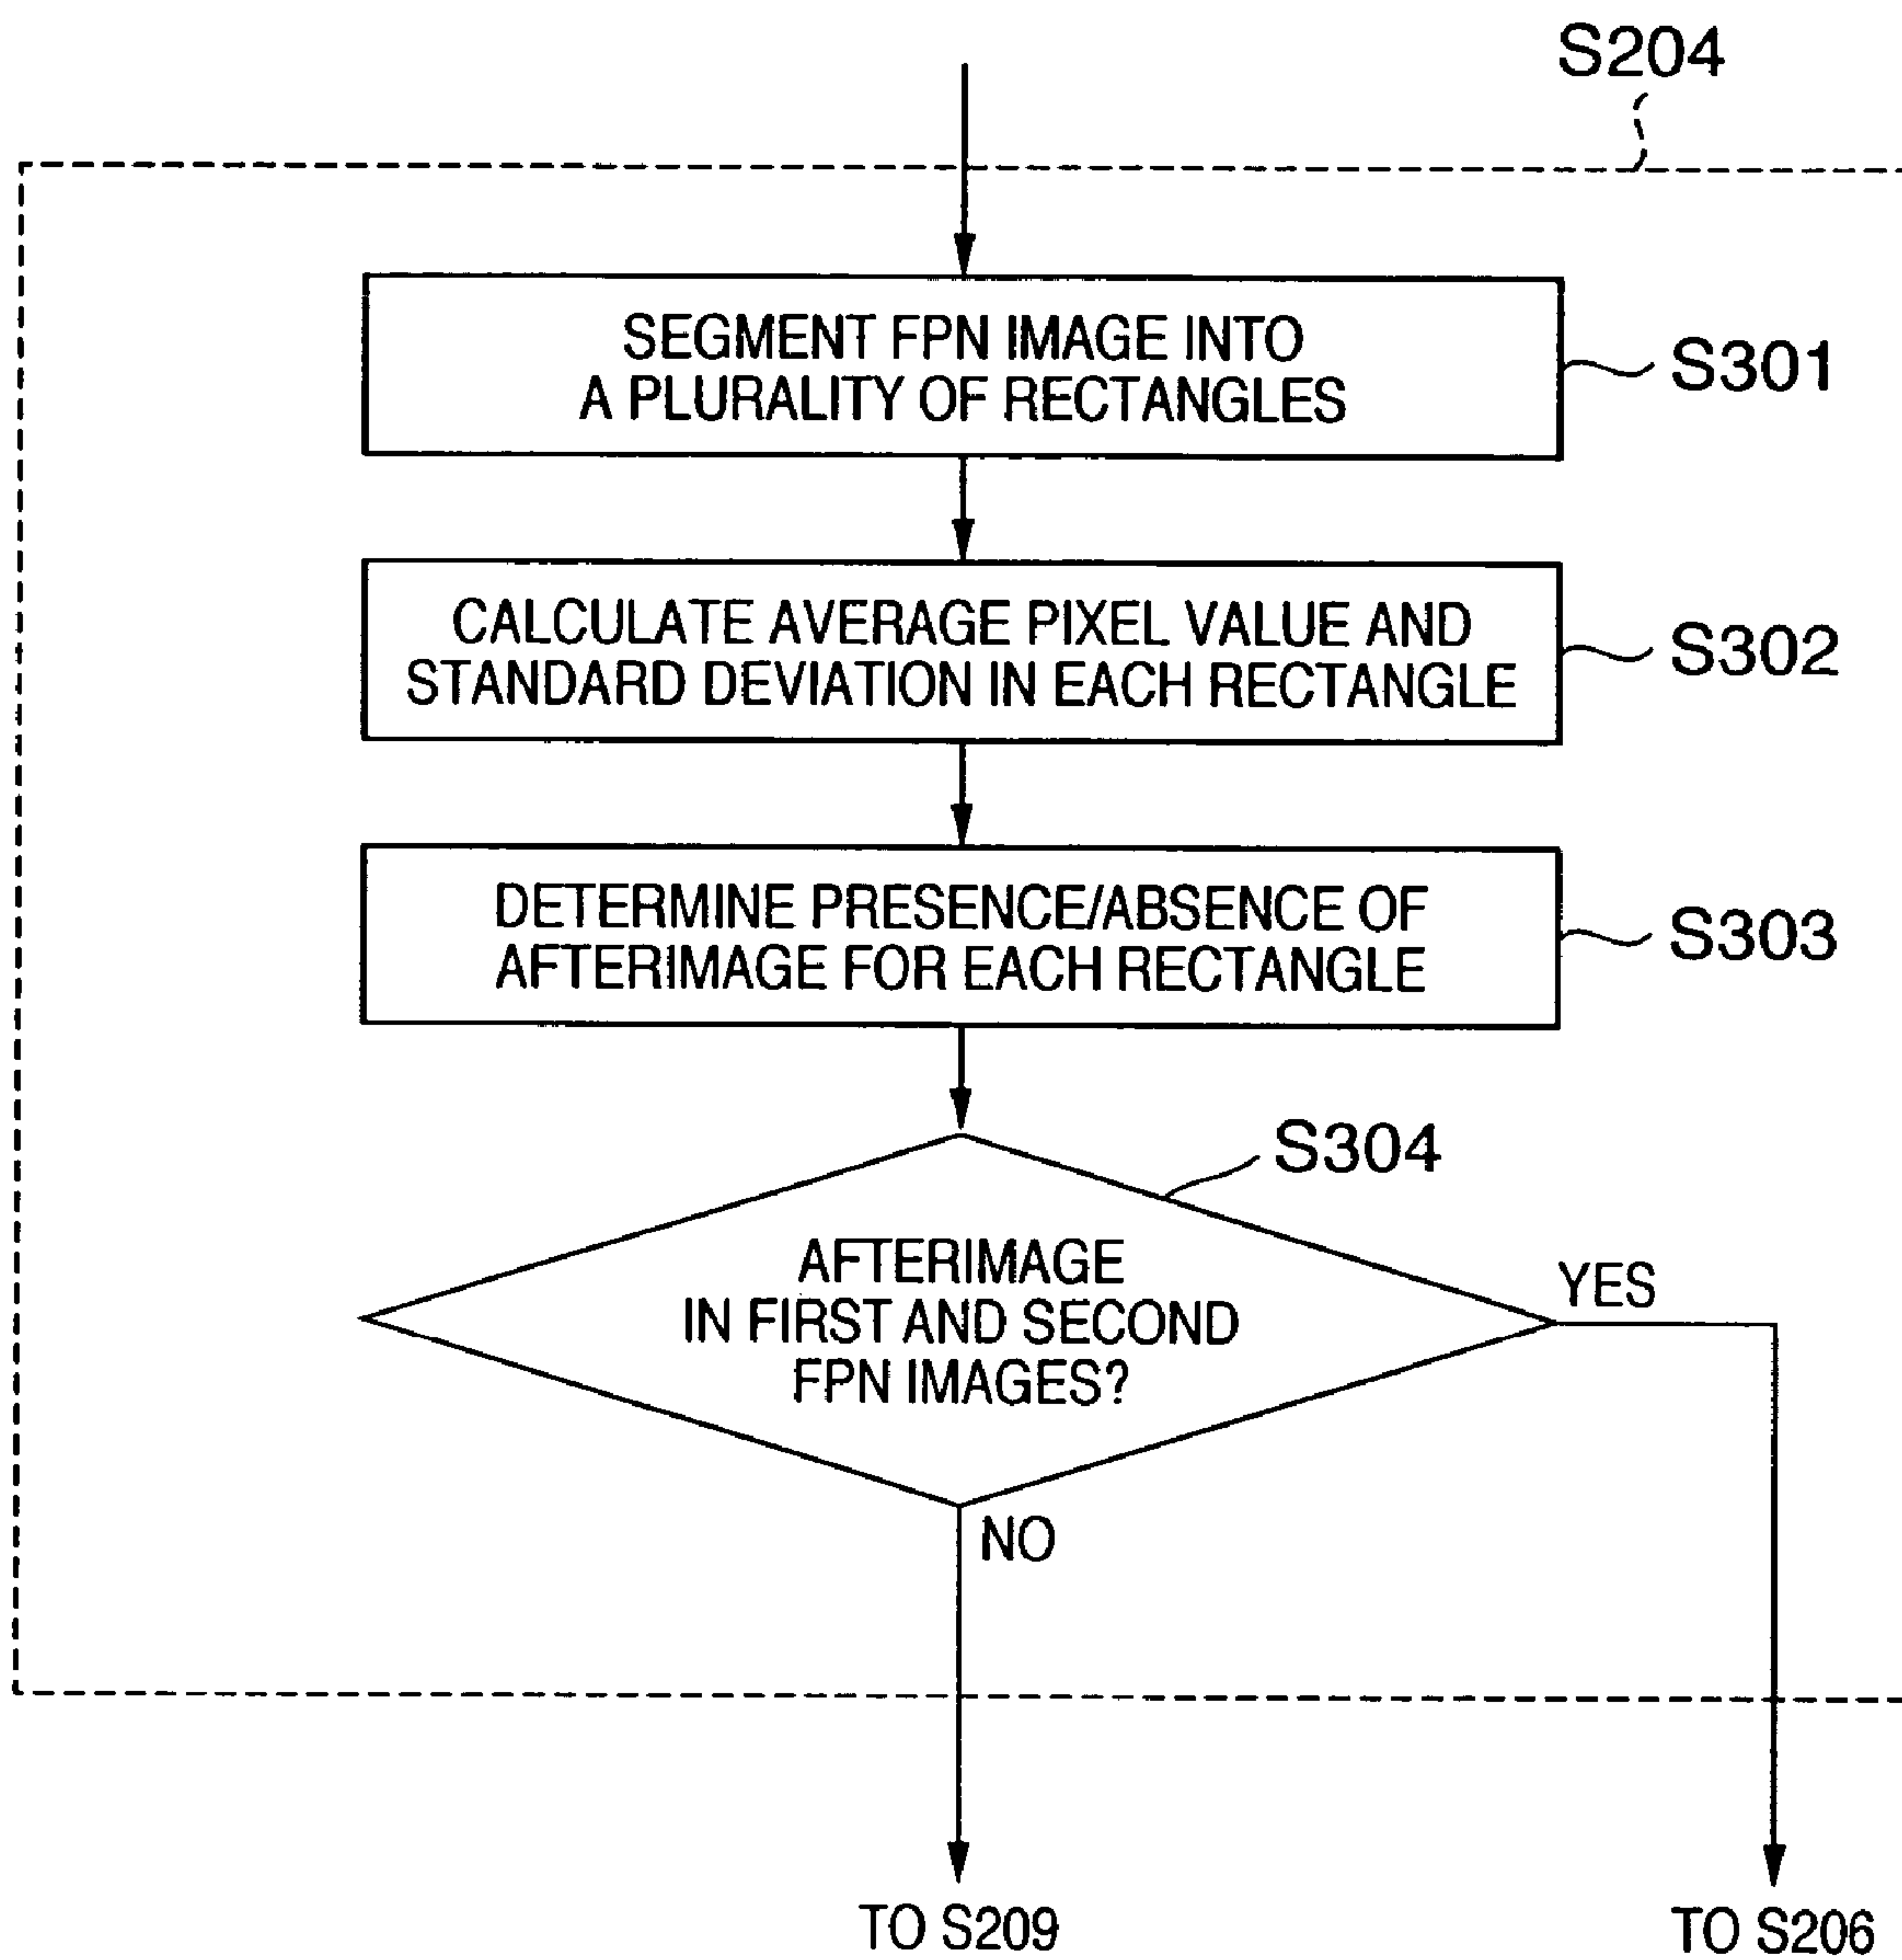 S204
SEGMENT FPN IMAGE INTO
A PLURALITY OF RECTANGLES
S301
CALCULATE AVERAGE PIXEL VALUE AND
STANDARD DEVIATION IN EACH RECTANGLE
S302
DETERMINE PRESENCE/ABSENCE OF
AFTERIMAGE FOR EACH RECTANGLE
S303
S304
AFTERIMAGE
IN FIRST AND SECOND
FPN IMAGES?
YES
NO
TO S209
TO S206